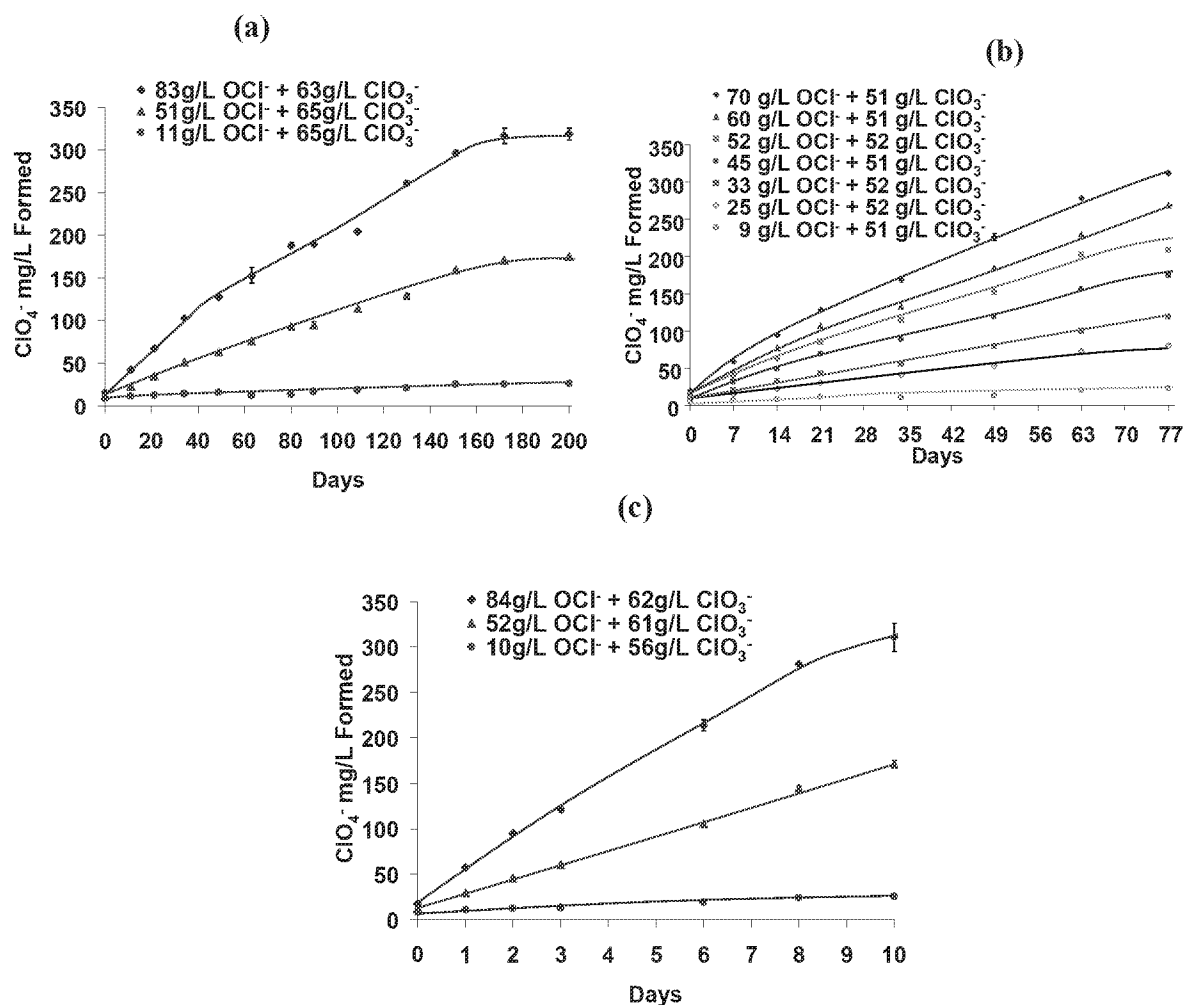 (a)
83g/L OCl⁻ + 63g/L ClO₃⁻
51g/L OCl⁻ + 65g/L ClO₃⁻
11g/L OCl⁻ + 65g/L ClO₃⁻
350
300
250
200
150
100
50
0
ClO₄⁻ mg/L Formed
0 20 40 60 80 100 120 140 160 180 200
Days
(b)
70 g/L OCl⁻ + 51 g/L ClO₃⁻
60 g/L OCl⁻ + 51 g/L ClO₃⁻
52 g/L OCl⁻ + 52 g/L ClO₃⁻
45 g/L OCl⁻ + 51 g/L ClO₃⁻
33 g/L OCl⁻ + 52 g/L ClO₃⁻
25 g/L OCl⁻ + 52 g/L ClO₃⁻
9 g/L OCl⁻ + 51 g/L ClO₃⁻
350
300
250
200
150
100
50
0
ClO₄⁻ mg/L Formed
0 7 14 21 28 35 42 49 56 63 70 77
Days
(c)
84g/L OCl⁻ + 62g/L ClO₃⁻
52g/L OCl⁻ + 61g/L ClO₃⁻
10g/L OCl⁻ + 56g/L ClO₃⁻
350
300
250
200
150
100
50
0
ClO₄⁻ mg/L Formed
0 1 2 3 4 5 6 7 8 9 10
Days